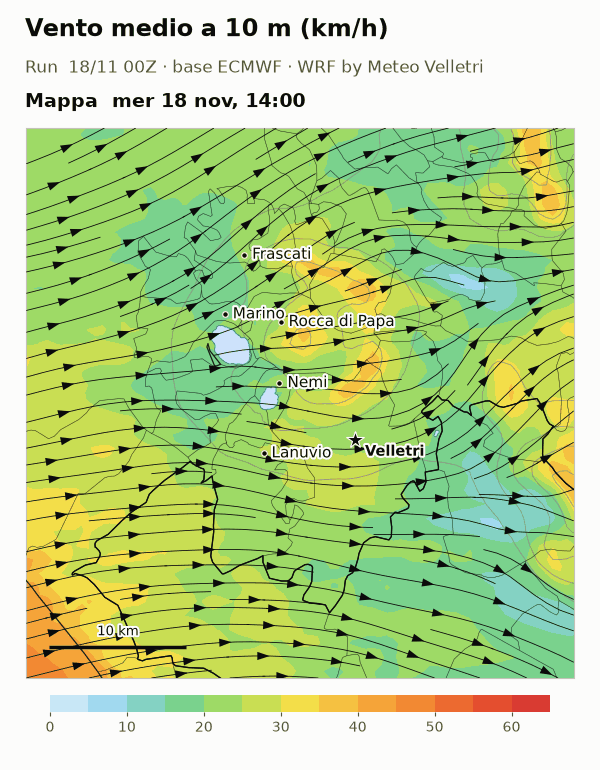 Vento medio a 10 m (km/h)
Run 18/11 00Z · base ECMWF · WRF by Meteo Velletri
Mappa mer 18 nov, 14:00
Frascati
Marino
Rocca di Papa
Nemi
Velletri
Lanuvio
10 km
0 10 20 30 40 50 60